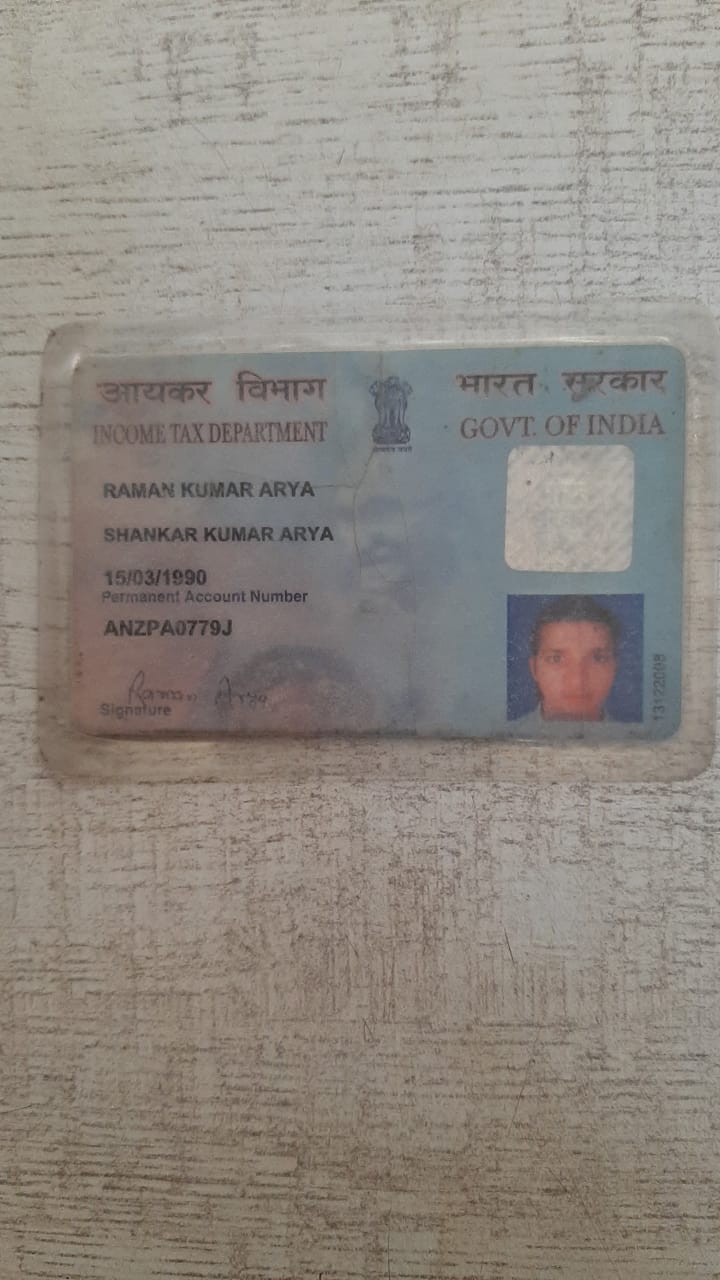 आयकर विभाग
INCOME TAX DEPARTMENT
भारत सरकार
GOVT. OF INDIA
RAMAN KUMAR ARYA
SHANKAR KUMAR ARYA
15/03/1990
Permanent Account Number
ANZPA0779J
Raman Arya
Signature
13122008